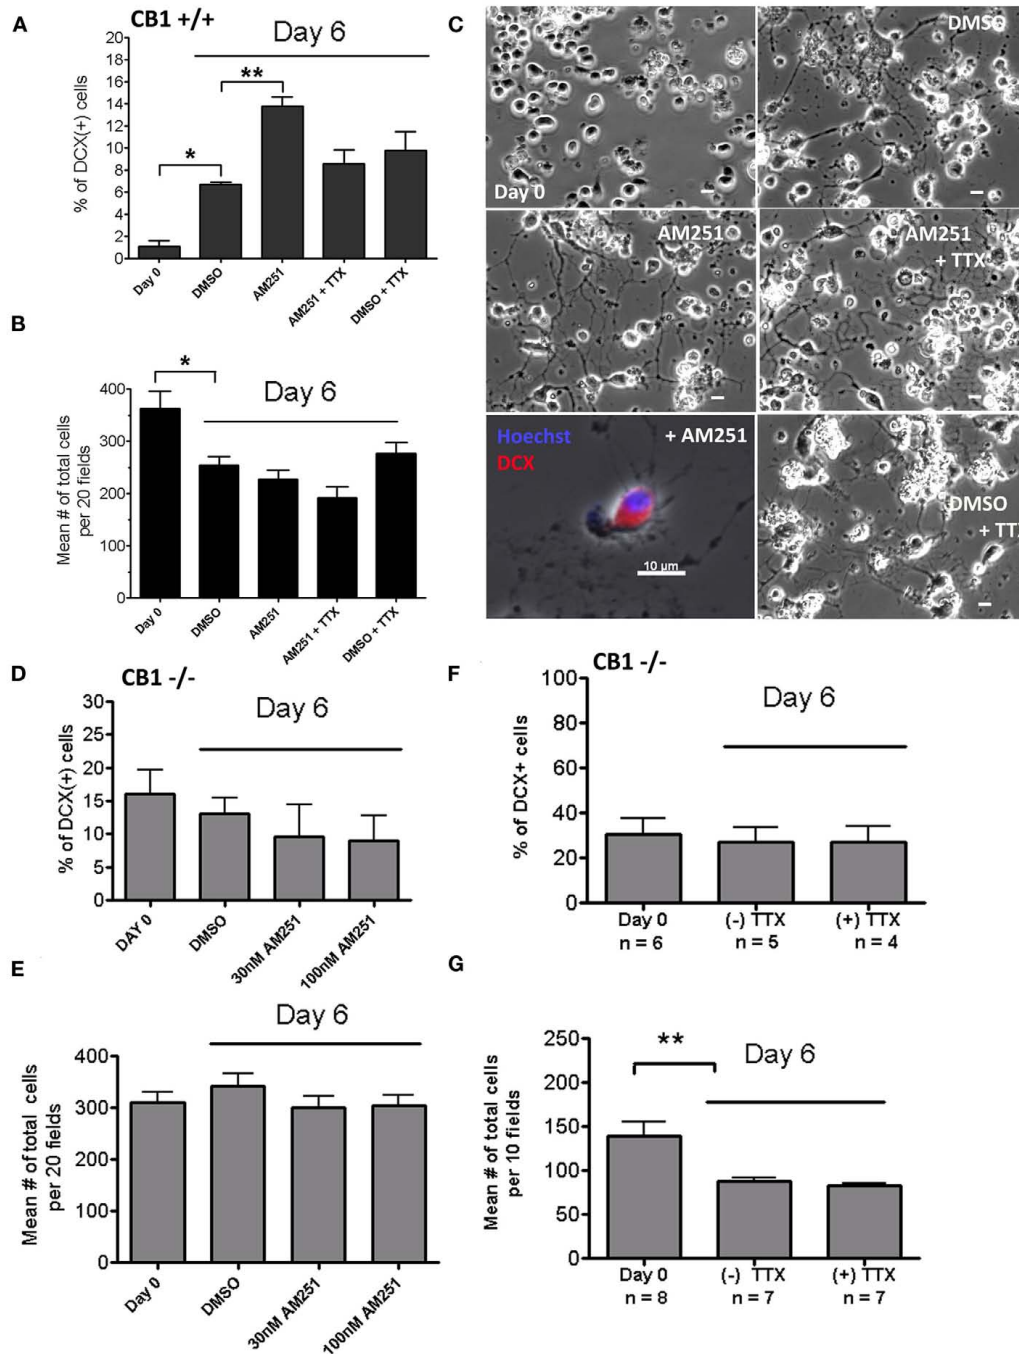 A
CB1 +/+
Day 6
**
*
% of DCX(+) cells
20
18
16
14
12
10
8
6
4
2
0
Day 0
DMSO
AM251
AM251 + TTX
DMSO + TTX
B
*
Day 6
Mean # of total cells
per 20 fields
400
300
200
100
0
Day 0
DMSO
AM251
AM251 + TTX
DMSO + TTX
C
Day 0
DMSO
AM251
AM251
+ TTX
Hoechst
DCX
+ AM251
10 µm
DMSO
+ TT
D
CB1 -/-
Day 6
% of DCX(+) cells
30
25
20
15
10
5
0
DAY 0
DMSO
30nM AM251
100nM AM251
E
Day 6
Mean # of total cells
per 20 fields
400
300
200
100
0
Day 0
DMSO
30nM AM251
100nM AM251
F
CB1 -/-
Day 6
% of DCX+ cells
100
80
60
40
20
0
Day 0
(-) TTX
(+) TTX
n = 6
n = 5
n = 4
G
**
Day 6
Mean # of total cells
per 10 fields
250
200
150
100
50
0
Day 0
(-) TTX
(+) TTX
n = 8
n = 7
n = 7